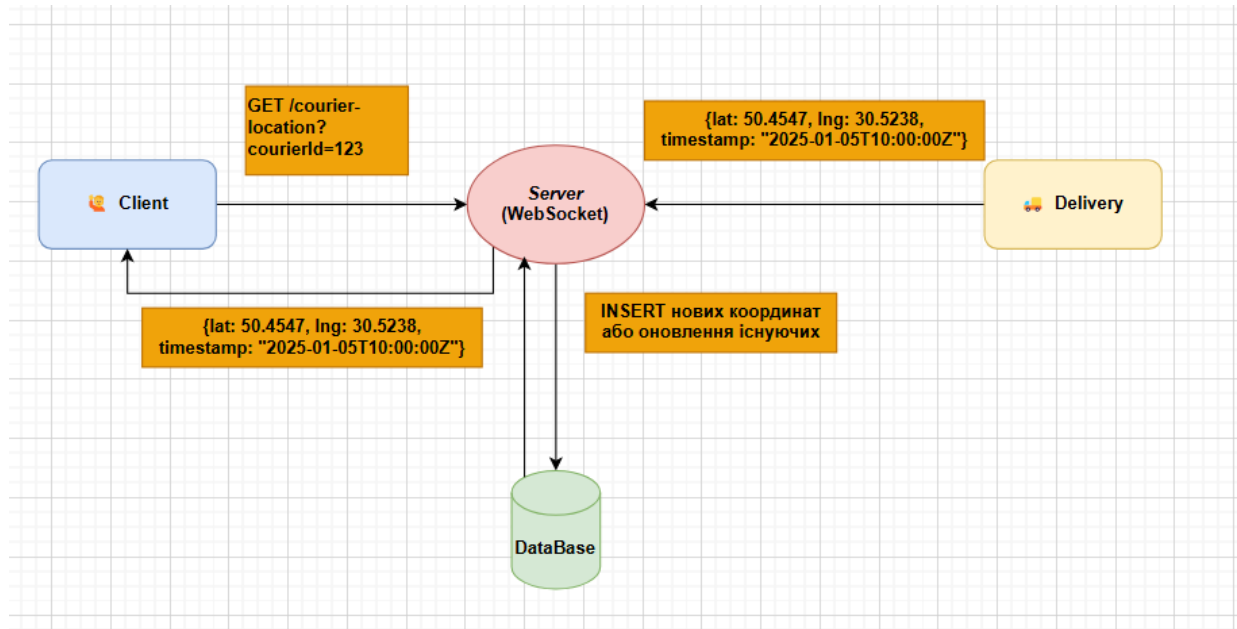 GET /courier-
location?
courierId=123
{lat: 50.4547, lng: 30.5238,
timestamp: "2025-01-05T10:00:00Z"}
Client
Server
(WebSocket)
Delivery
{lat: 50.4547, lng: 30.5238,
timestamp: "2025-01-05T10:00:00Z"}
INSERT нових координат
або оновлення існуючих
DataBase